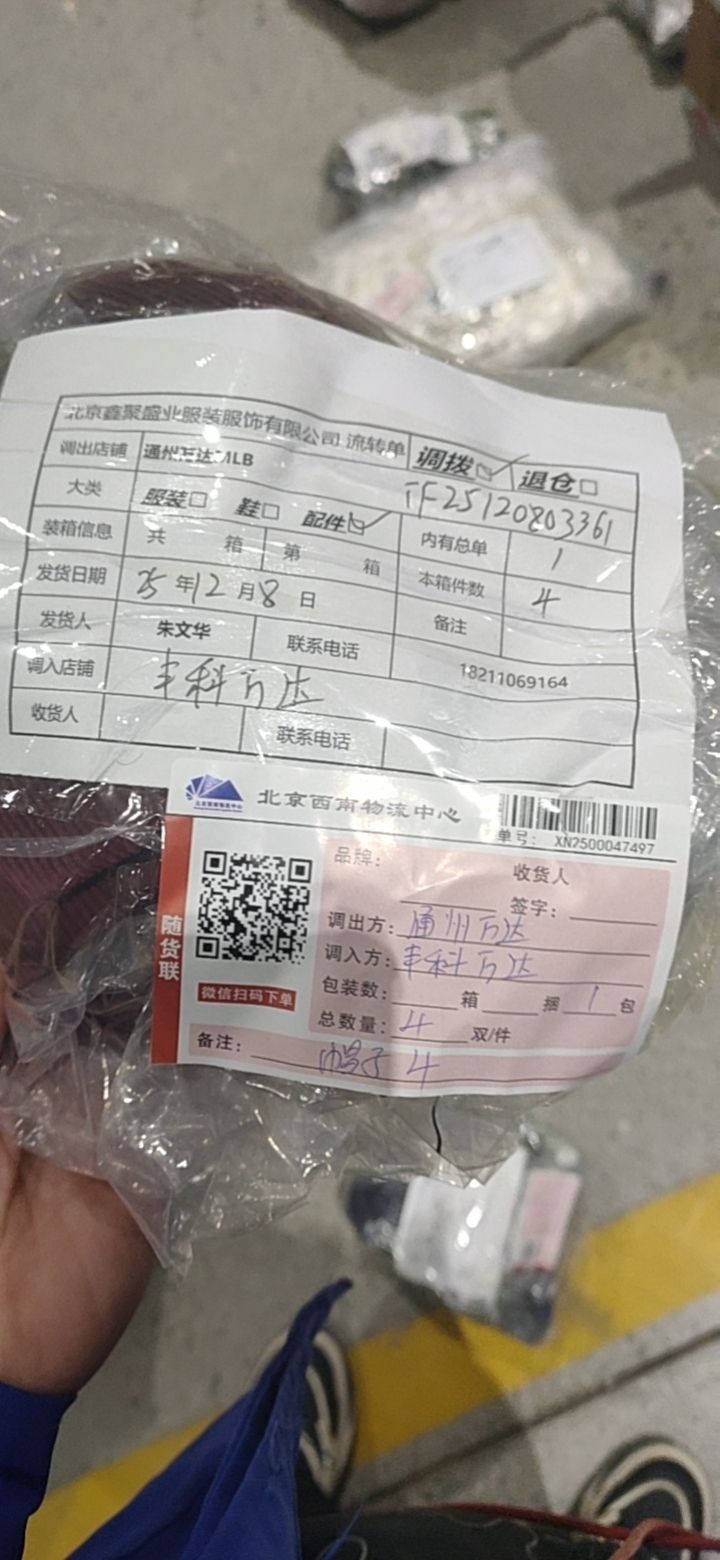 北京鑫聚盛业服装服饰有限公司 流转单 调拨☑ 退仓□
调出店铺 通州万达MLB TF25120803361
大类 服装□ 鞋□ 配件☑
装箱信息 共 箱 第 箱 内有总单 1
发货日期 25年12月8日 本箱件数 4
备注
发货人 朱文华 联系电话 18211069164
调入店铺 丰科万达
收货人 联系电话
北京西南物流中心
单号: XN2500047497
品牌: 收货人
签字:
调出方: 通州万达
调入方: 丰科万达
包装数: 箱 捆 1 包
总数量: 4 双/件
备注: 帽子 4
随货联
微信扫码下单